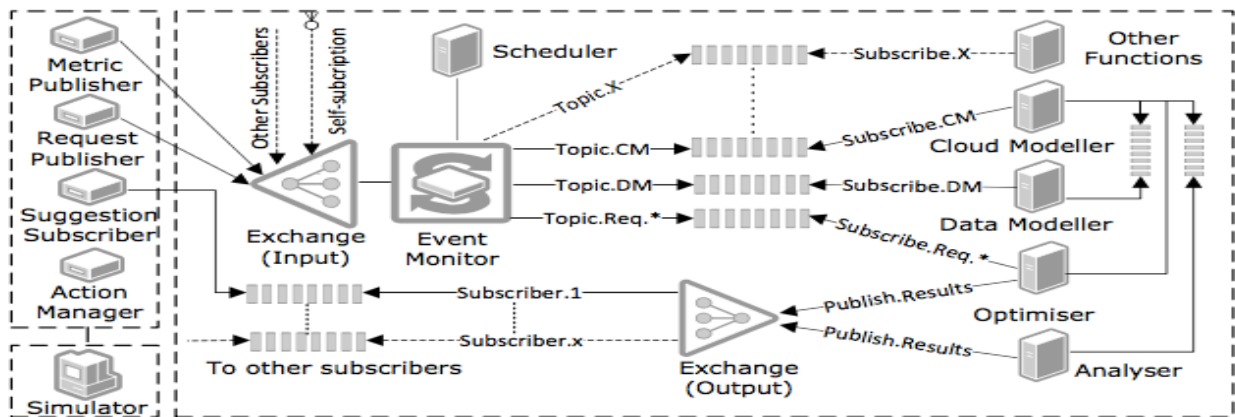 Metric
Publisher
Request
Publisher
Suggestion
Subscriber
Action
Manager
Simulator
Other Subscribers
Self-subcription
Scheduler
Exchange
(Input)
Event
Monitor
Topic.X
Topic.CM
Topic.DM
Topic.Req.*
Subscribe.X
Subscribe.CM
Subscribe.DM
Subscribe.Req.*
Other
Functions
Cloud Modeller
Data Modeller
Optimiser
Analyser
Publish.Results
Publish.Results
Subscriber.1
Subscriber.x
To other subscribers
Exchange
(Output)